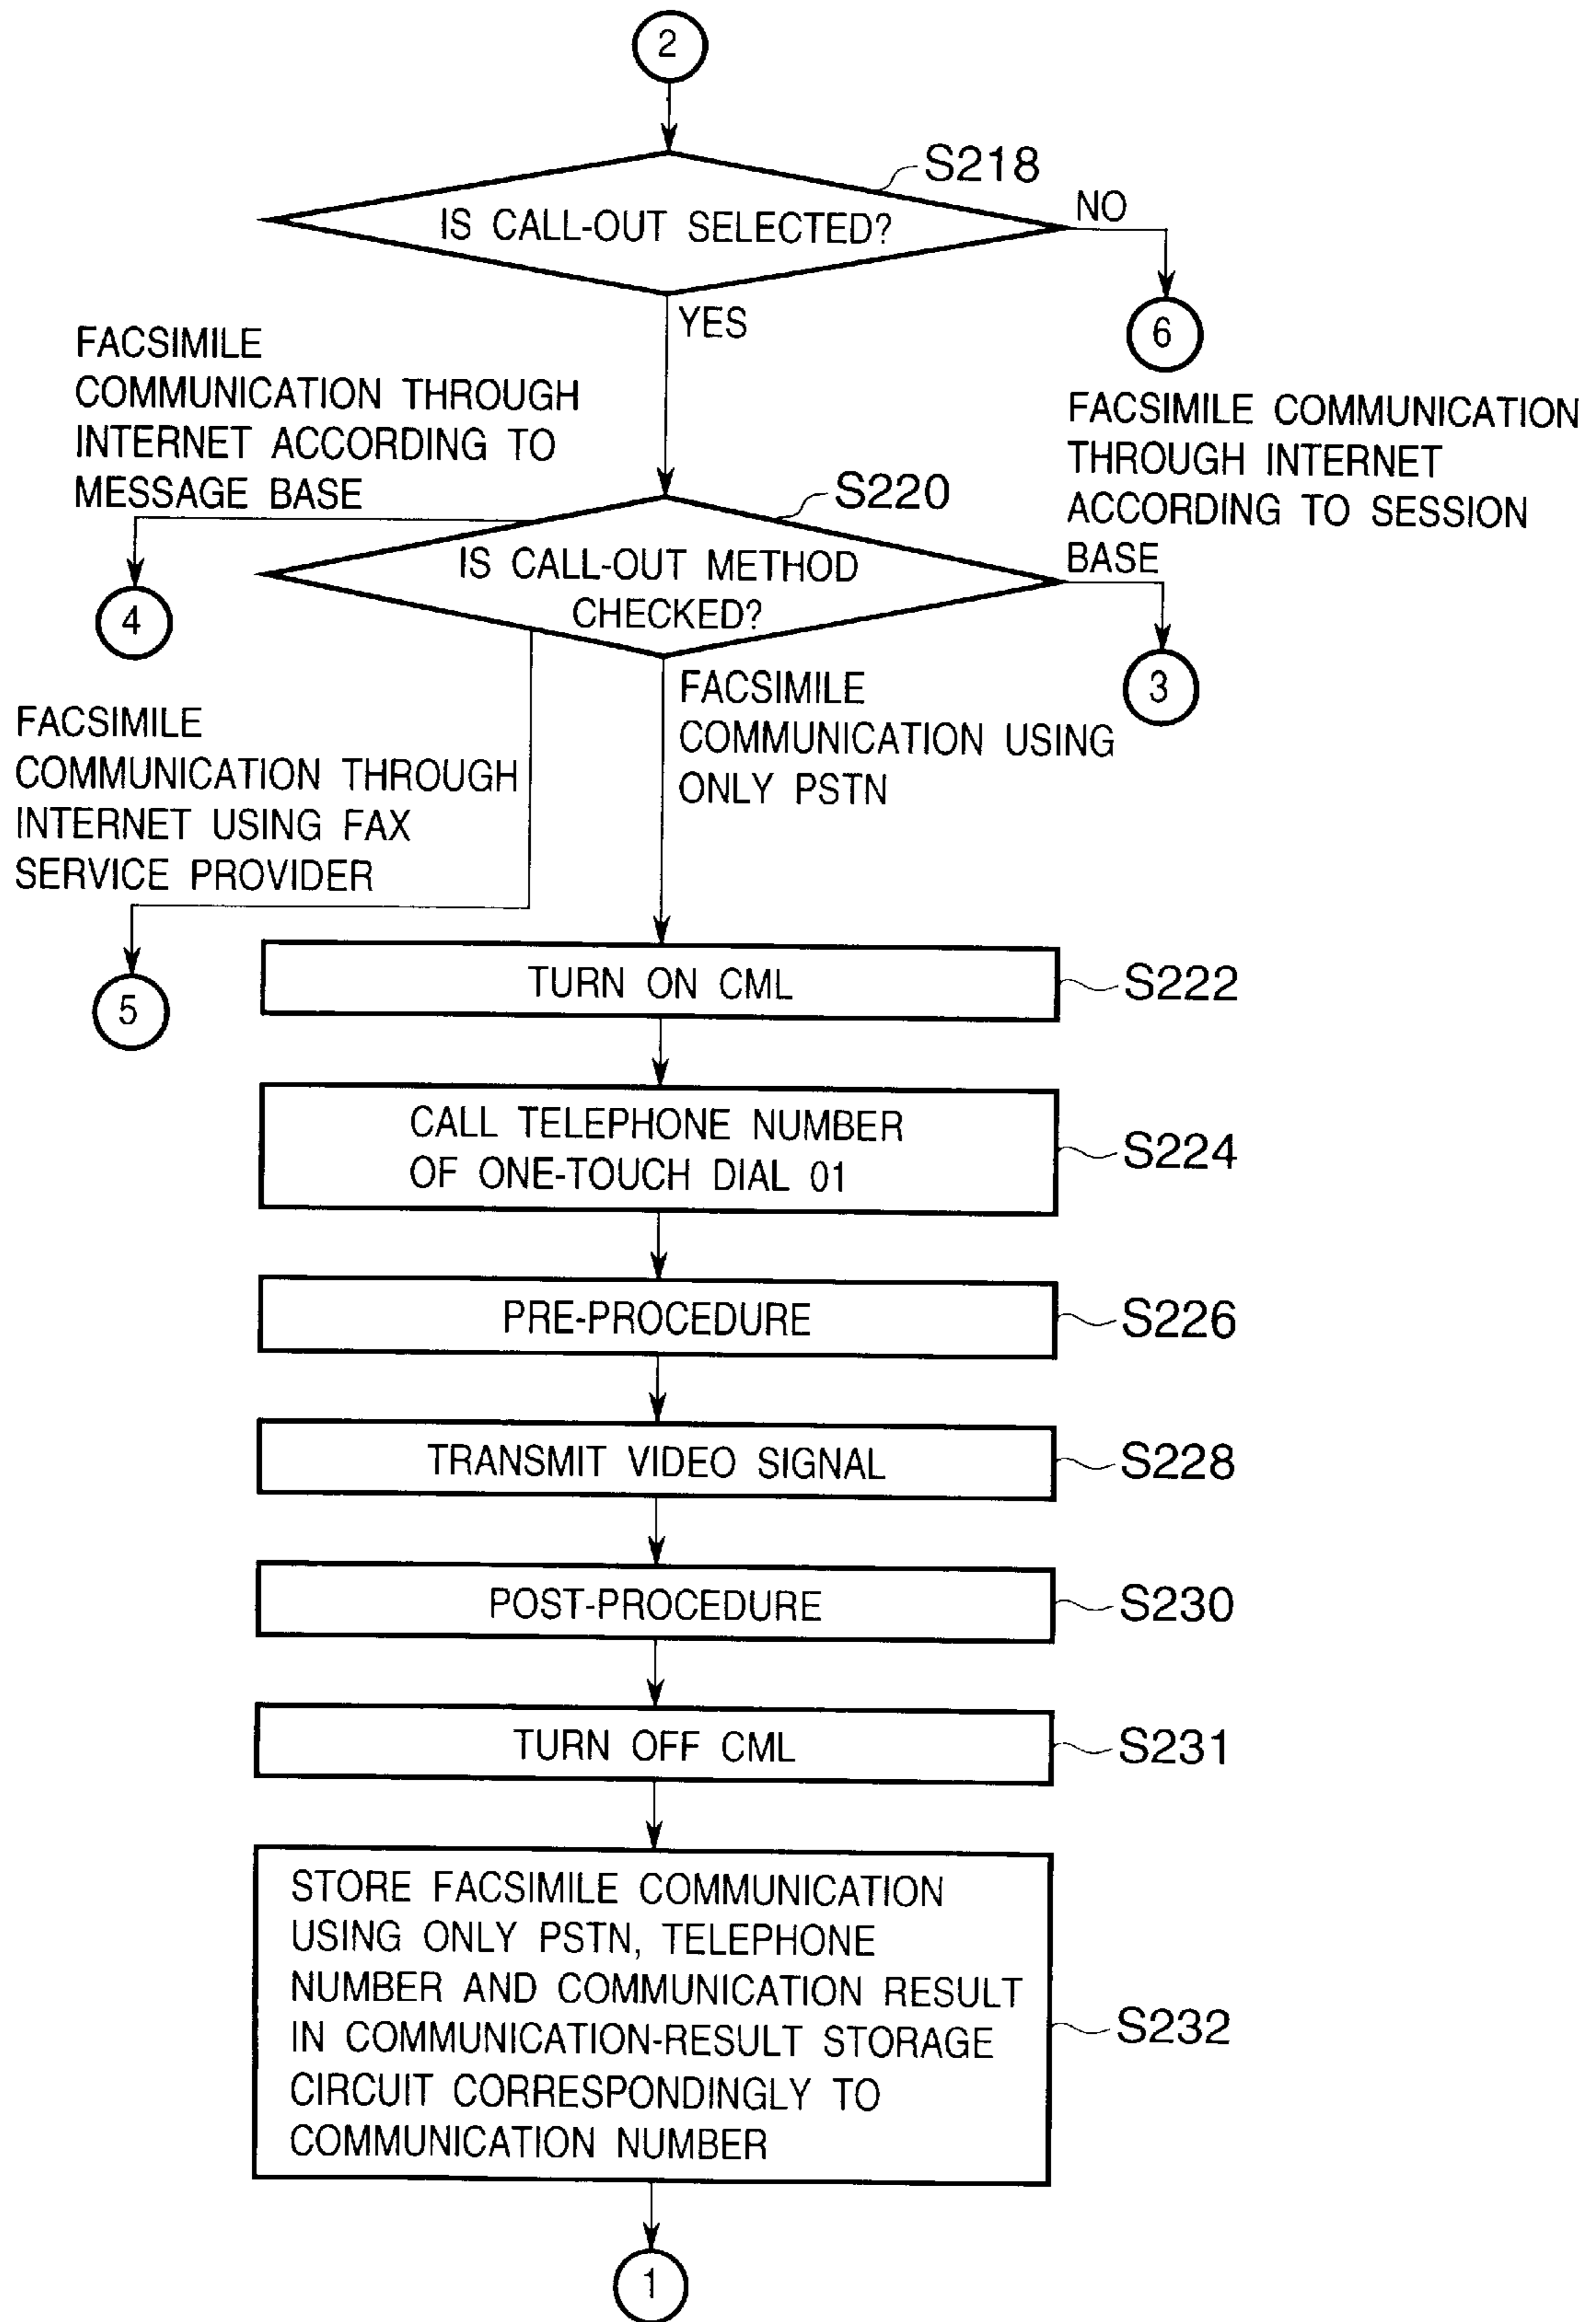 2
S218
IS CALL-OUT SELECTED?
NO
YES
6
FACSIMILE
COMMUNICATION THROUGH
INTERNET ACCORDING TO
MESSAGE BASE
FACSIMILE COMMUNICATION
THROUGH INTERNET
ACCORDING TO SESSION
BASE
S220
IS CALL-OUT METHOD
CHECKED?
4
3
FACSIMILE
COMMUNICATION USING
ONLY PSTN
FACSIMILE
COMMUNICATION THROUGH
INTERNET USING FAX
SERVICE PROVIDER
5
TURN ON CML
S222
CALL TELEPHONE NUMBER
OF ONE-TOUCH DIAL 01
S224
PRE-PROCEDURE
S226
TRANSMIT VIDEO SIGNAL
S228
POST-PROCEDURE
S230
TURN OFF CML
S231
STORE FACSIMILE COMMUNICATION
USING ONLY PSTN, TELEPHONE
NUMBER AND COMMUNICATION RESULT
IN COMMUNICATION-RESULT STORAGE
CIRCUIT CORRESPONDINGLY TO
COMMUNICATION NUMBER
S232
1